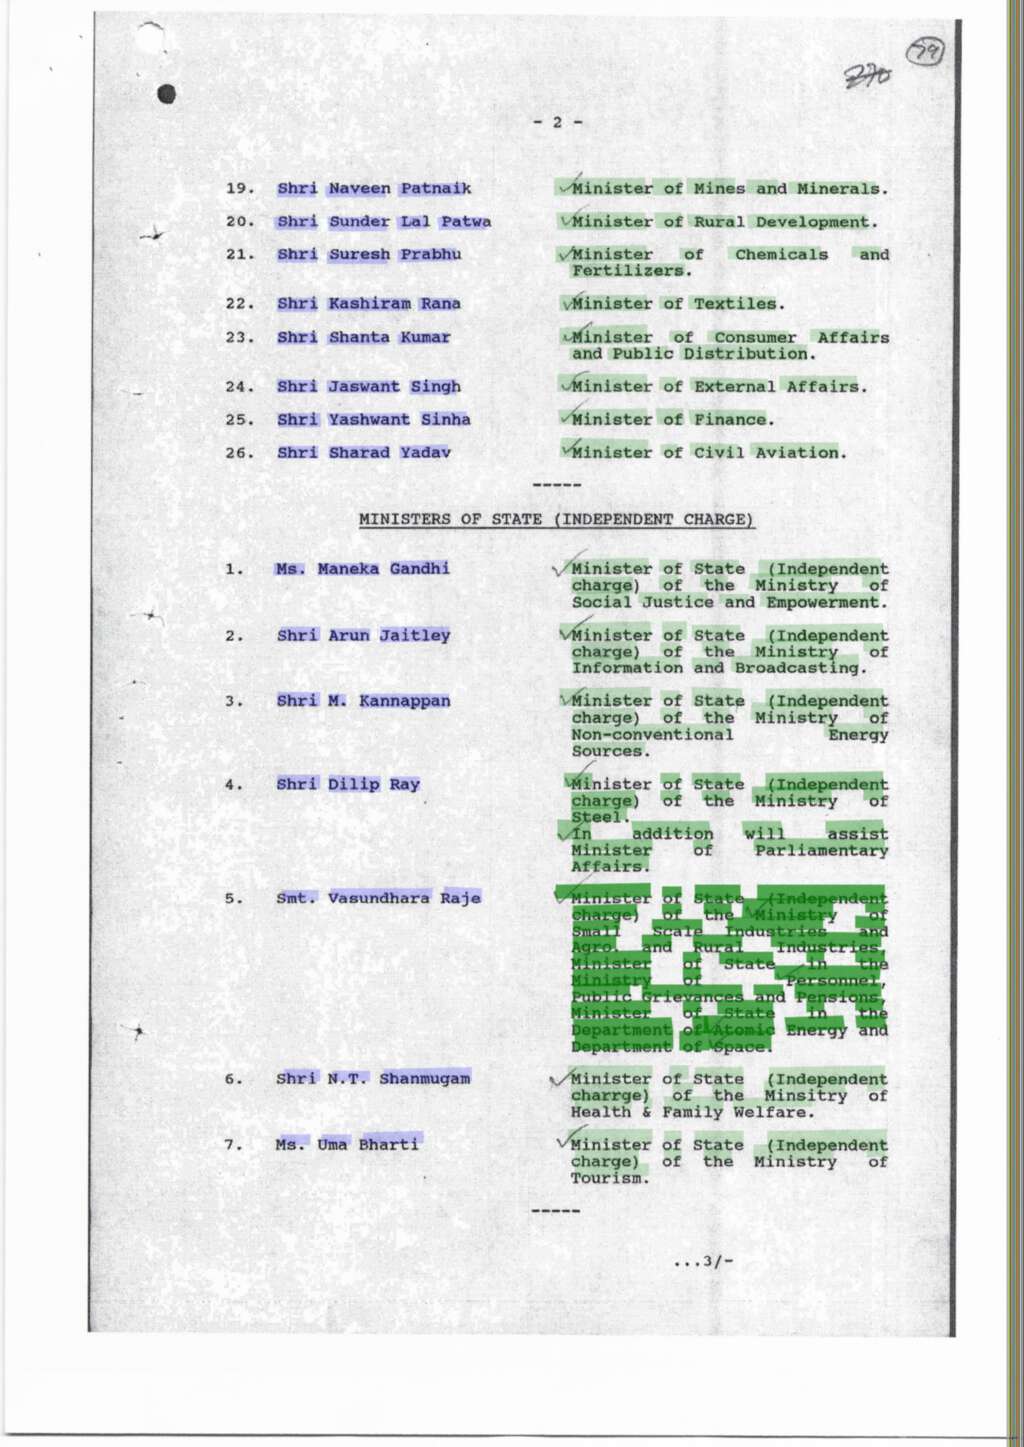 79
270
- 2 -
19. Shri Naveen Patnaik Minister of Mines and Minerals.
20. Shri Sunder Lal Patwa Minister of Rural Development.
21. Shri Suresh Prabhu Minister of Chemicals and
Fertilizers.
22. Shri Kashiram Rana Minister of Textiles.
23. Shri Shanta Kumar Minister of Consumer Affairs
and Public Distribution.
24. Shri Jaswant Singh Minister of External Affairs.
25. Shri Yashwant Sinha Minister of Finance.
26. Shri Sharad Yadav Minister of Civil Aviation.
-----
MINISTERS OF STATE (INDEPENDENT CHARGE)
1. Ms. Maneka Gandhi Minister of State (Independent
charge) of the Ministry of
Social Justice and Empowerment.
2. Shri Arun Jaitley Minister of State (Independent
charge) of the Ministry of
Information and Broadcasting.
3. Shri M. Kannappan Minister of State (Independent
charge) of the Ministry of
Non-conventional Energy
Sources.
4. Shri Dilip Ray Minister of State (Independent
charge) of the Ministry of
Steel.
In addition will assist
Minister of Parliamentary
Affairs.
5. Smt. Vasundhara Raje Minister of State (Independent
charge) of the Ministry of
Small Scale Industries and
Agro. and Rural Industries,
Minister of State in the
Ministry of Personnel,
Public Grievances and Pensions,
Minister of State in the
Department of Atomic Energy and
Department of Space.
6. Shri N.T. Shanmugam Minister of State (Independent
charrge) of the Minsitry of
Health & Family Welfare.
7. Ms. Uma Bharti Minister of State (Independent
charge) of the Ministry of
Tourism.
-----
...3/-